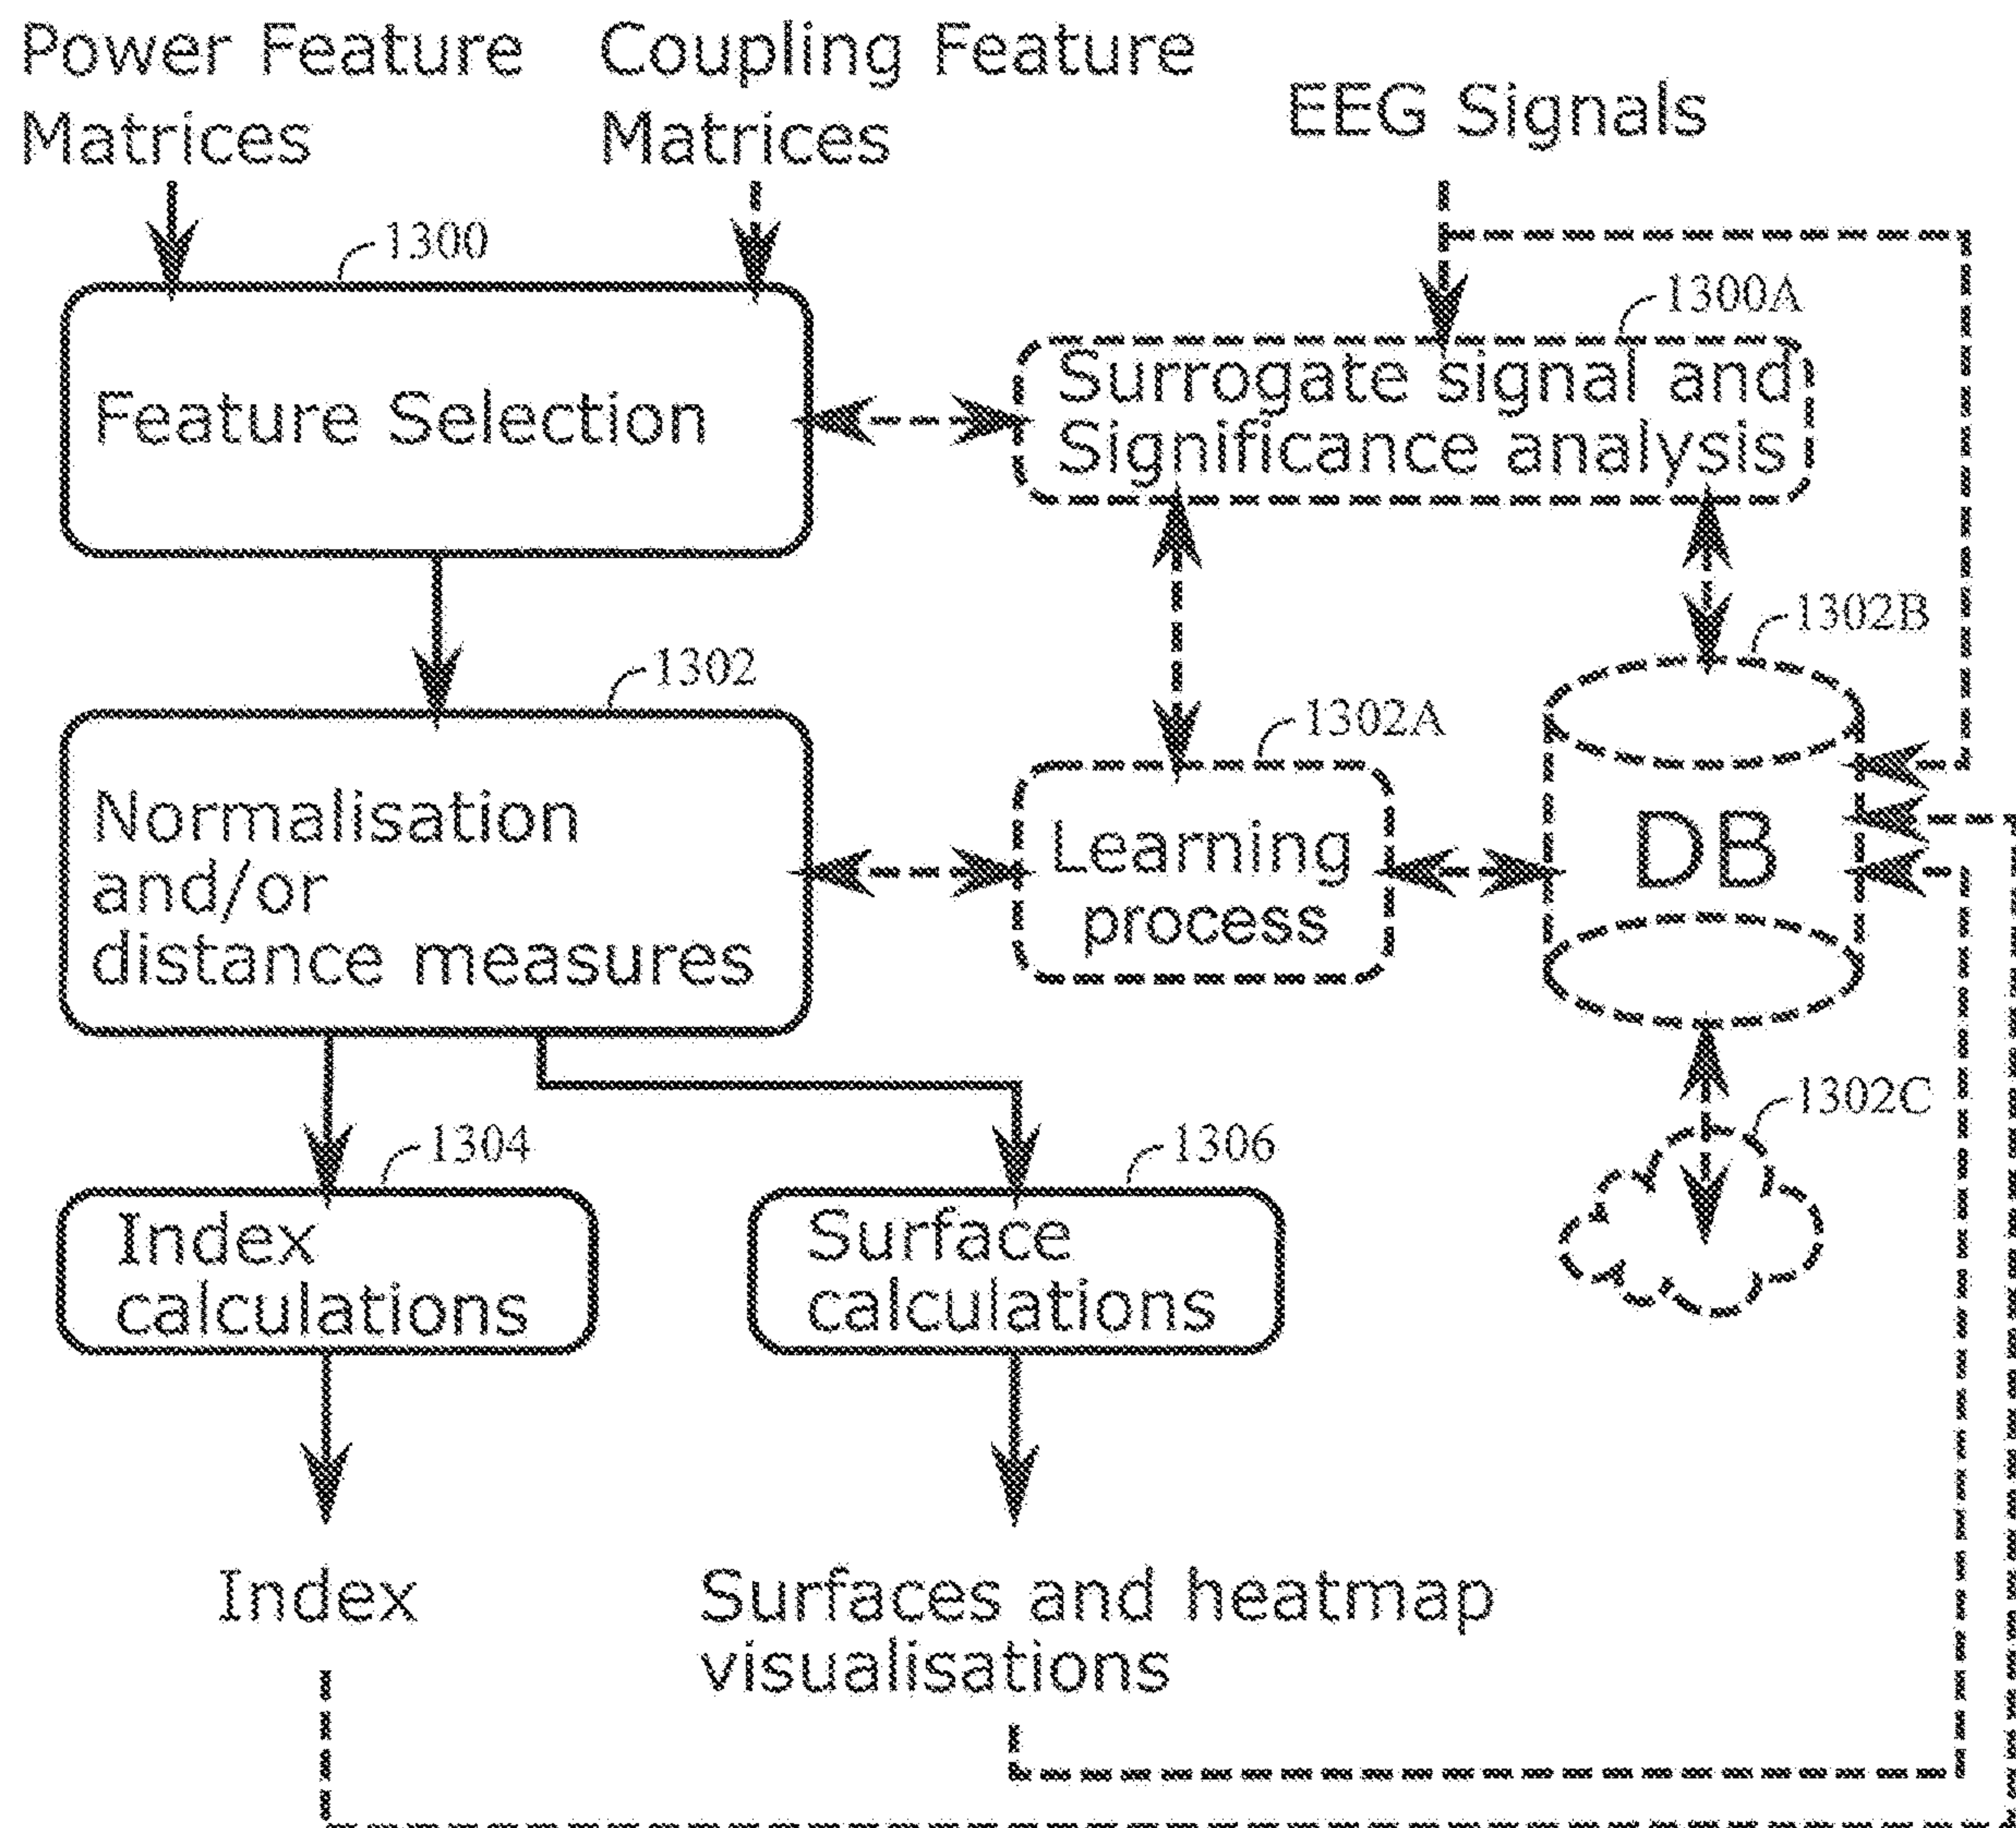 Power Feature
Matrices
Coupling Feature
Matrices
EEG Signals
1300
1300A
Feature Selection
Surrogate signal and
Significance analysis
1302
1302A
1302B
Normalisation
and/or
distance measures
Learning
process
DB
1302C
1304
1306
Index
calculations
Surface
calculations
Index
Surfaces and heatmap
visualisations